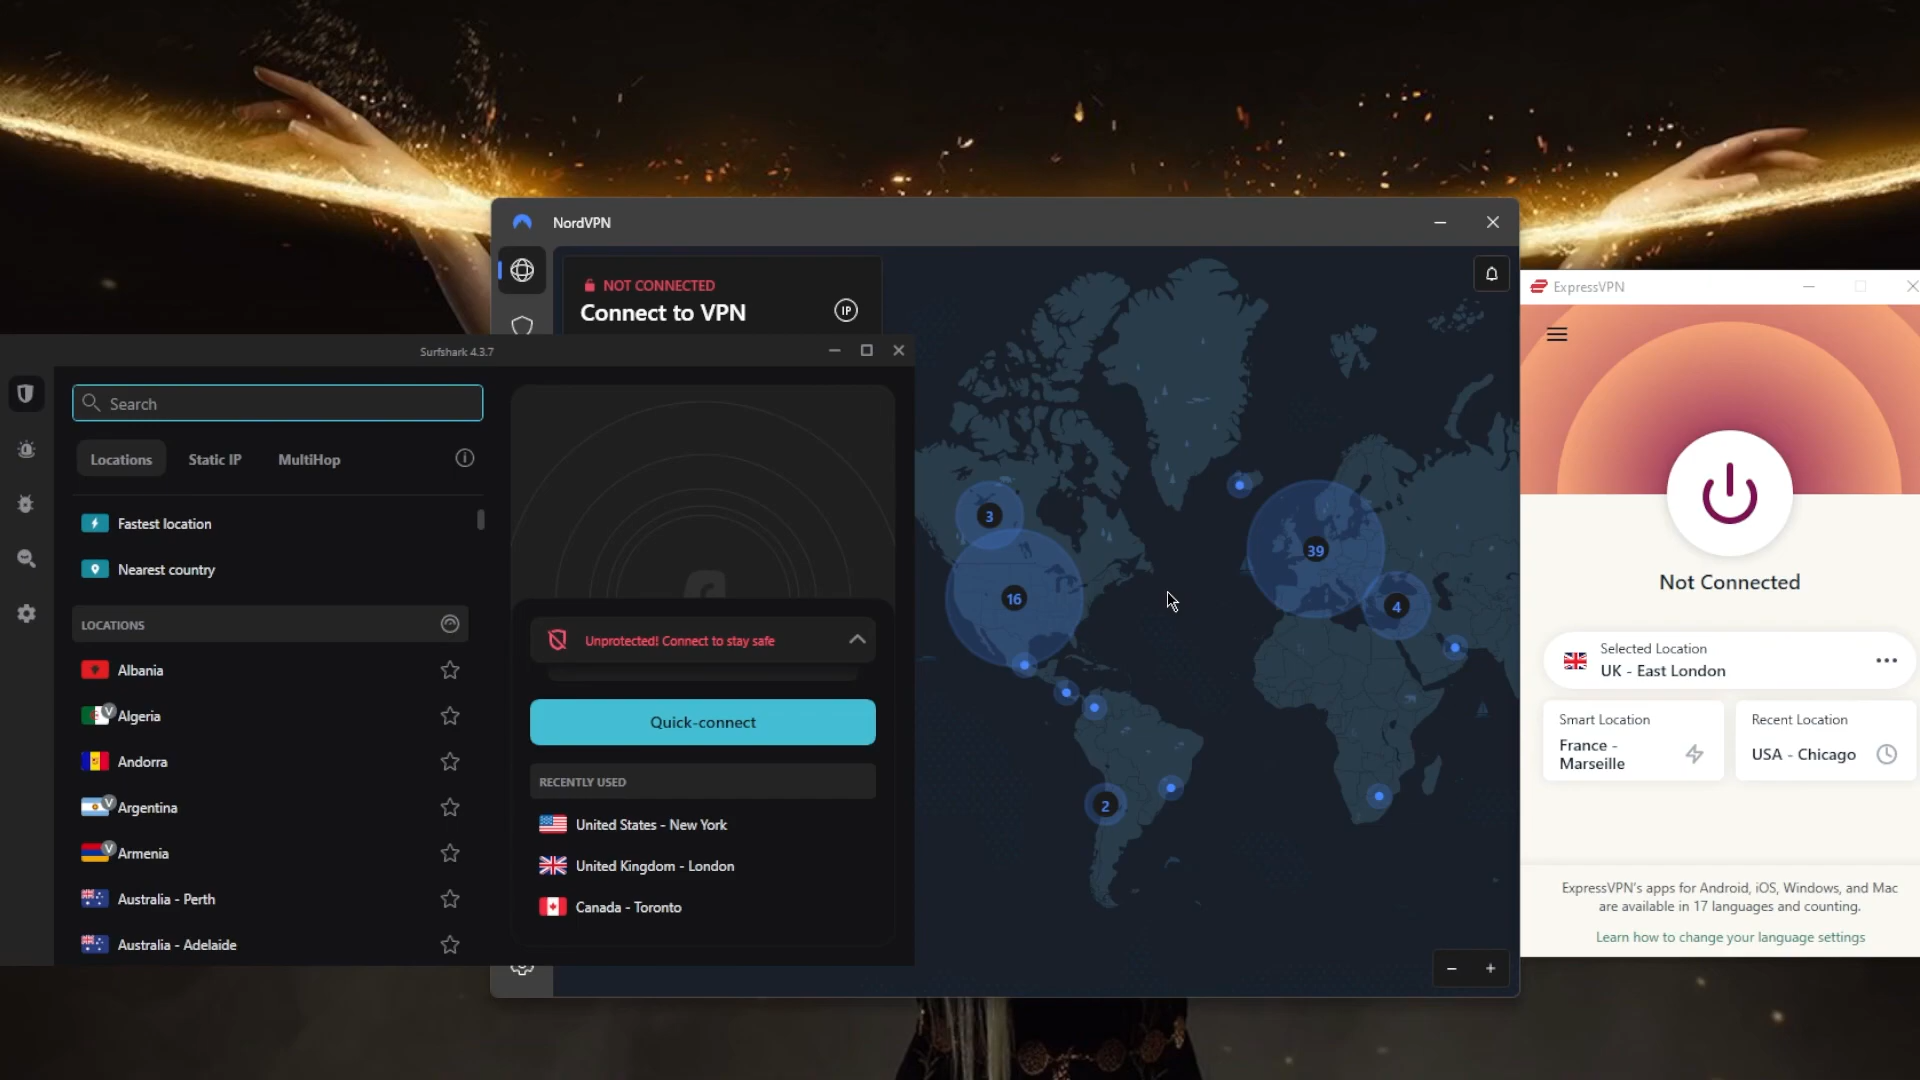 NordVPN
NOT CONNECTED
Connect to VPN
IP
3
16
39
4
2
−
+
Surfshark 4.3.7
Search
Locations
Static IP
MultiHop
Fastest location
Nearest country
LOCATIONS
Albania
V
Algeria
Andorra
V
Argentina
V
Armenia
Australia - Perth
Australia - Adelaide
Unprotected! Connect to stay safe
Quick-connect
RECENTLY USED
United States - New York
United Kingdom - London
Canada - Toronto
ExpressVPN
Not Connected
Selected Location
UK - East London
Smart Location
France -
Marseille
Recent Location
USA - Chicago
ExpressVPN's apps for Android, iOS, Windows, and Mac
are available in 17 languages and counting.
Learn how to change your language settings